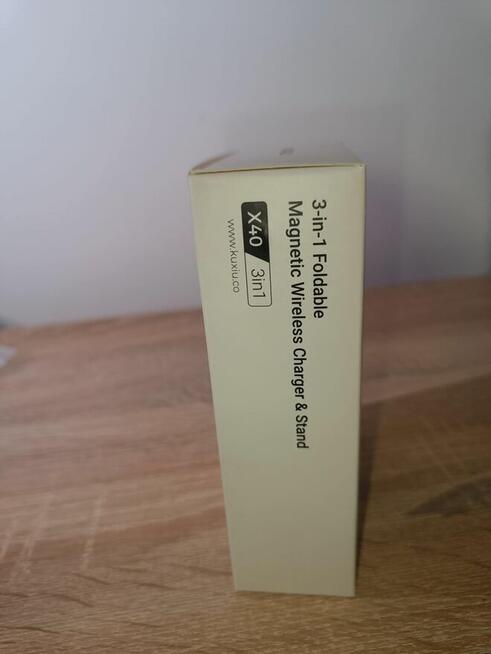 3-in-1 Foldable
Magnetic Wireless Charger & Stand
X40 3in1
www.kuxiu.co